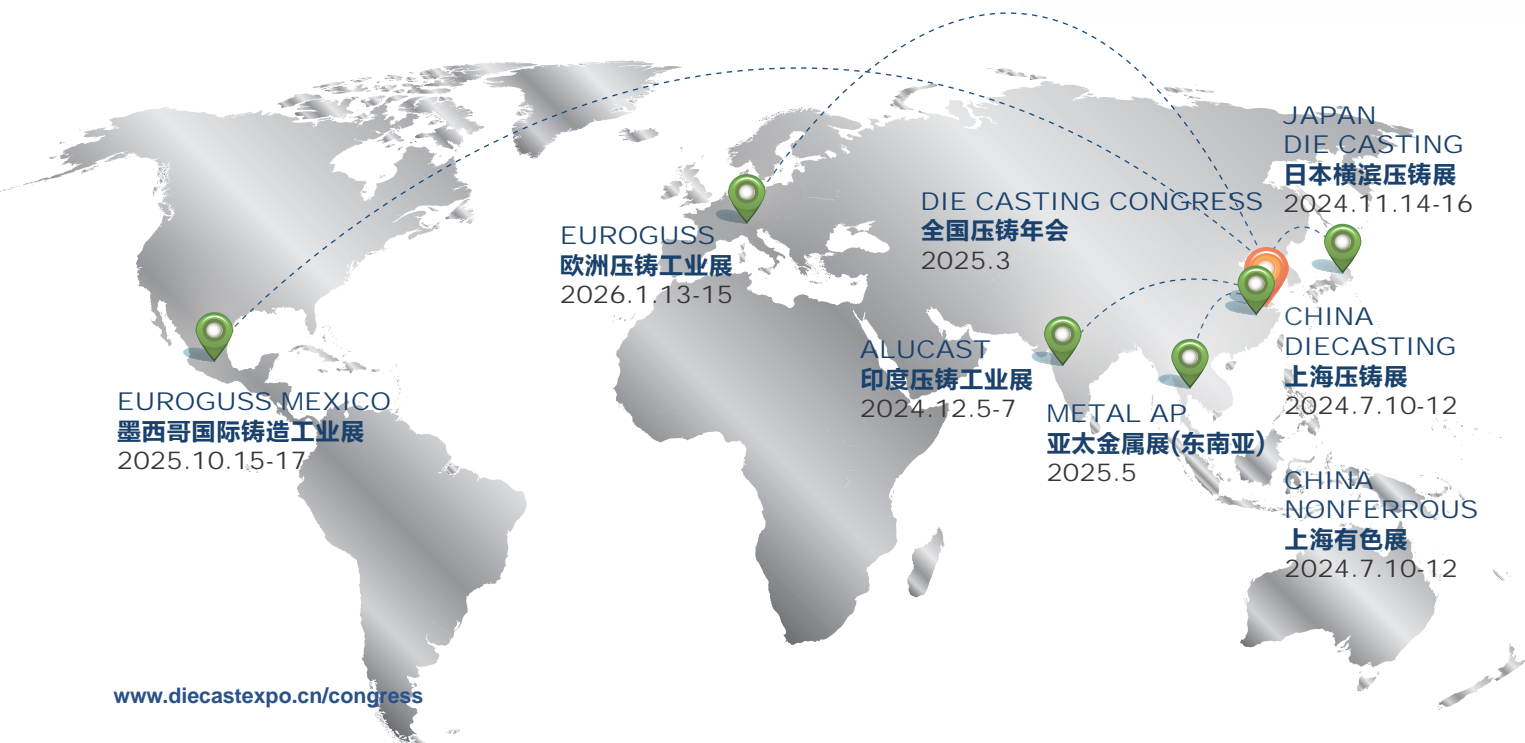 JAPAN
DIE CASTING
日本横滨压铸展
2024.11.14-16
DIE CASTING CONGRESS
全国压铸年会
2025.3
EUROGUSS
欧洲压铸工业展
2026.1.13-15
CHINA
DIECASTING
上海压铸展
2024.7.10-12
ALUCAST
印度压铸工业展
2024.12.5-7
METAL AP
亚太金属展(东南亚)
2025.5
EUROGUSS MEXICO
墨西哥国际铸造工业展
2025.10.15-17
CHINA
NONFERROUS
上海有色展
2024.7.10-12
www.diecastexpo.cn/congress